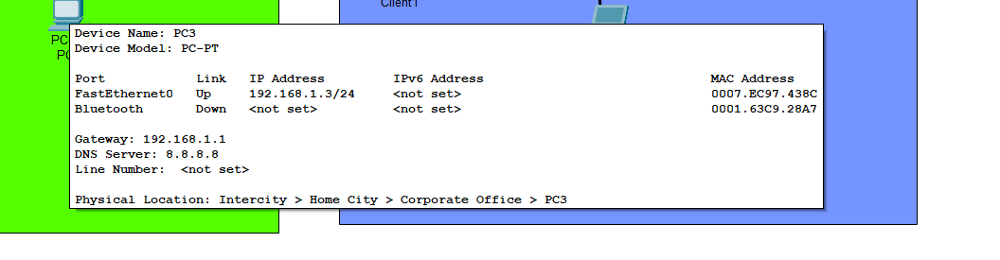 Client1
PC
PC
Device Name: PC3
Device Model: PC-PT
Port Link IP Address IPv6 Address MAC Address
FastEthernet0 Up 192.168.1.3/24 <not set> 0007.EC97.438C
Bluetooth Down <not set> <not set> 0001.63C9.28A7
Gateway: 192.168.1.1
DNS Server: 8.8.8.8
Line Number: <not set>
Physical Location: Intercity > Home City > Corporate Office > PC3